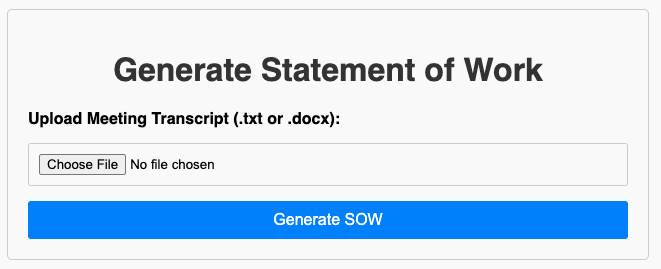 Generate Statement of Work
Upload Meeting Transcript (.txt or .docx):
Choose File No file chosen
Generate SOW